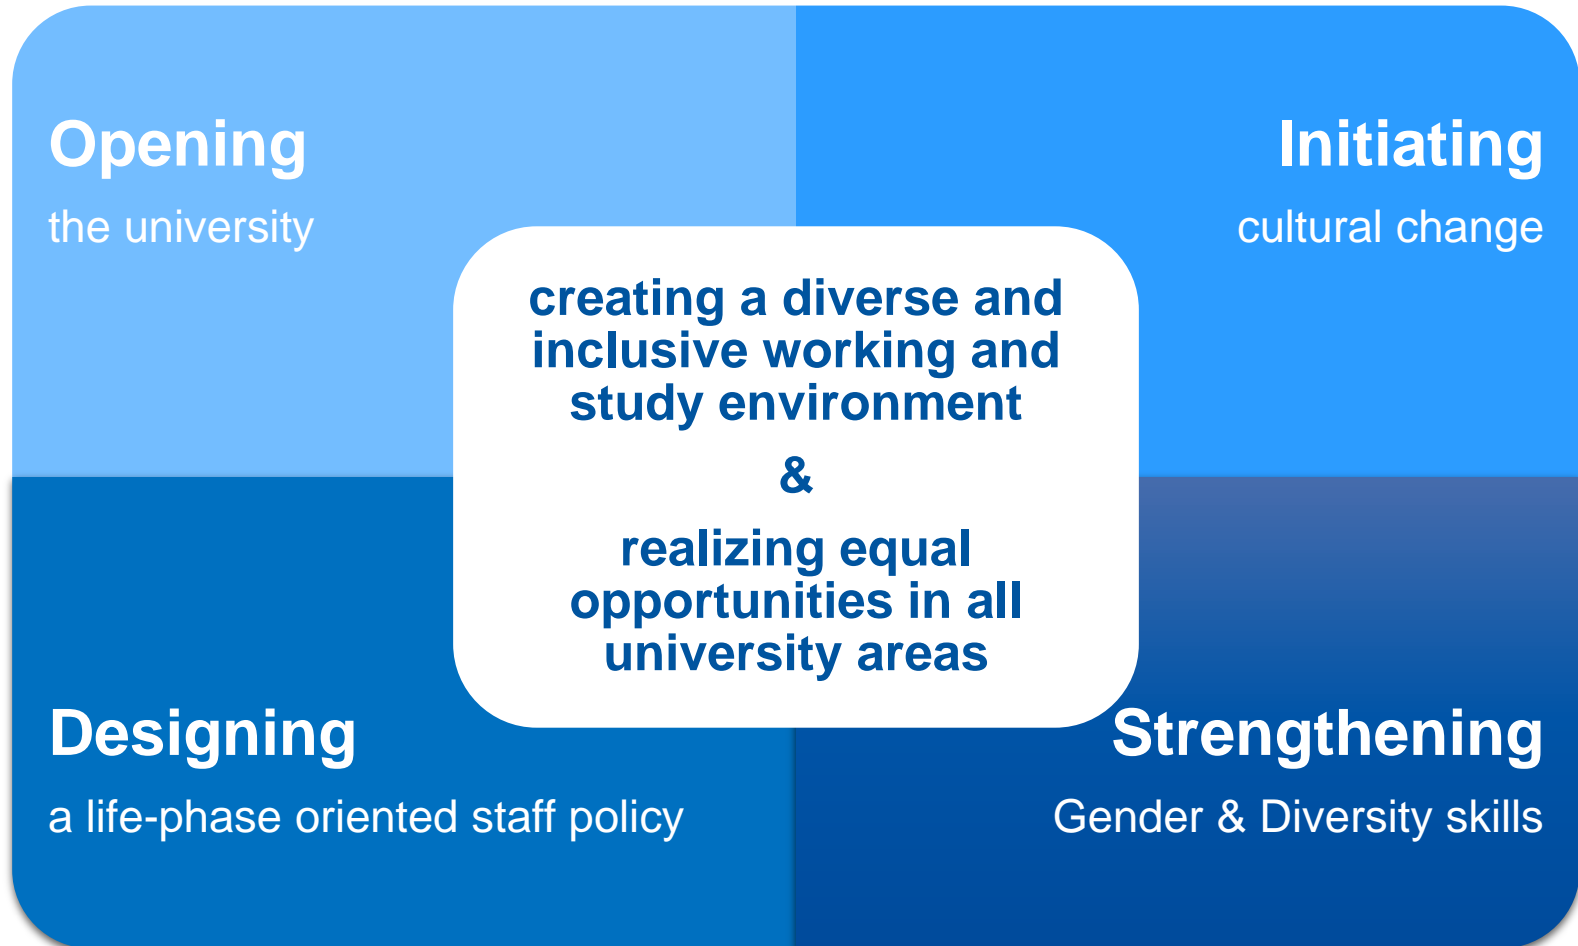 Opening
the university
Initiating
cultural change
creating a diverse and
inclusive working and
study environment
&
realizing equal
opportunities in all
university areas
Designing
a life-phase oriented staff policy
Strengthening
Gender & Diversity skills